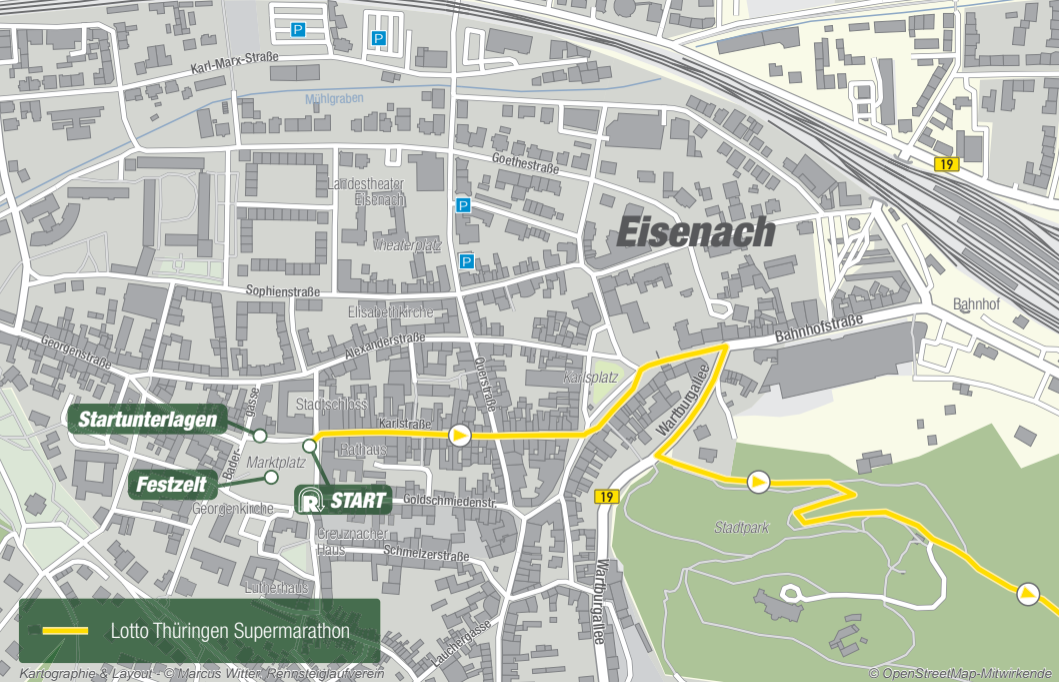 P
P
Karl-Marx-Straße
Mühlgraben
Goethestraße
19
Landestheater
Eisenach
P
Eisenach
Theaterplatz
P
Sophienstraße
Bahnhof
Elisabethkirche
Bahnhofstraße
Georgenstraße
Alexanderstraße
Querstraße
Karlsplatz
Wartburgallee
Stadtschloss
Startunterlagen
Bader-
gasse
Karlstraße
Rathaus
Marktplatz
Festzelt
R START
Goldschmiedenstr.
19
Georgenkirche
Stadtpark
Creuznacher
Haus
Schmelzerstraße
Lutherhaus
Wartburgallee
Lauchergasse
Lotto Thüringen Supermarathon
Kartographie & Layout - © Marcus Witter, Rennsteiglaufverein
© OpenStreetMap-Mitwirkende